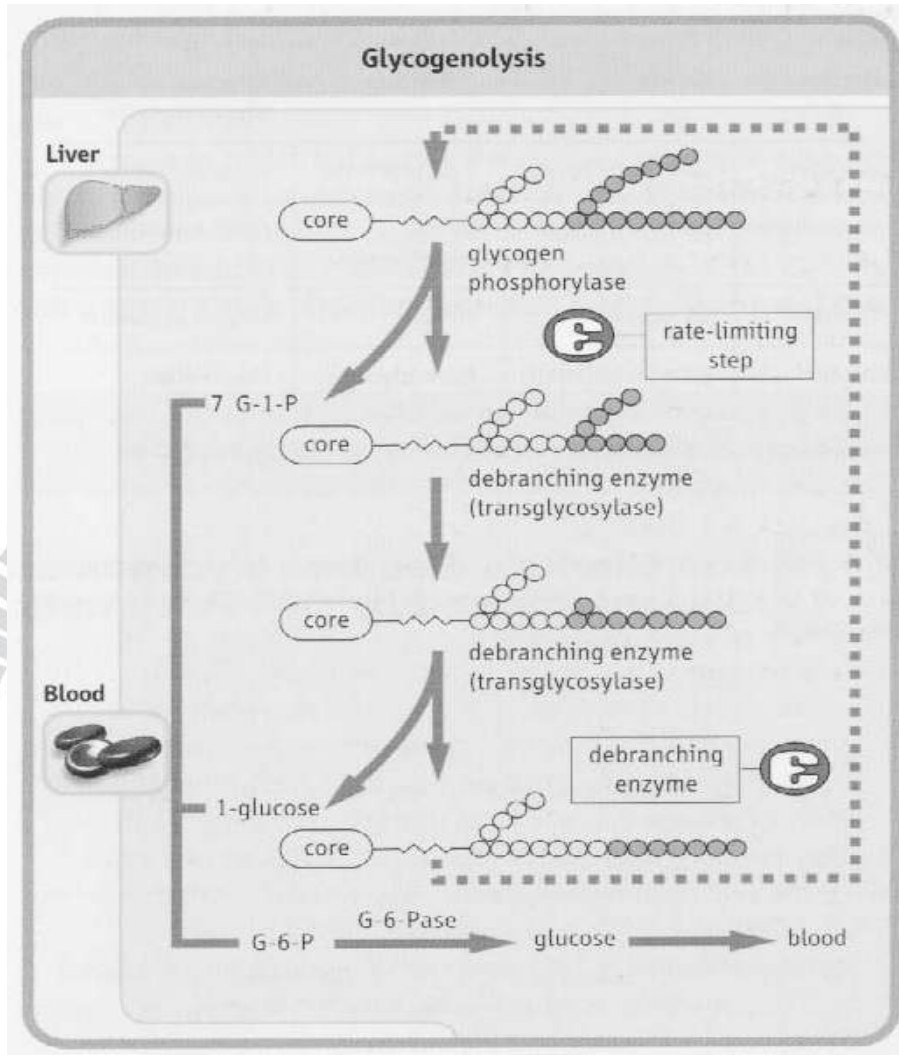 Glycogenolysis
Liver
core
glycogen
phosphorylase
rate-limiting
step
7 G-1-P
core
debranching enzyme
(transglycosylase)
core
debranching enzyme
(transglycosylase)
Blood
debranching
enzyme
1-glucose
core
G-6-Pase
G-6-P
glucose
blood